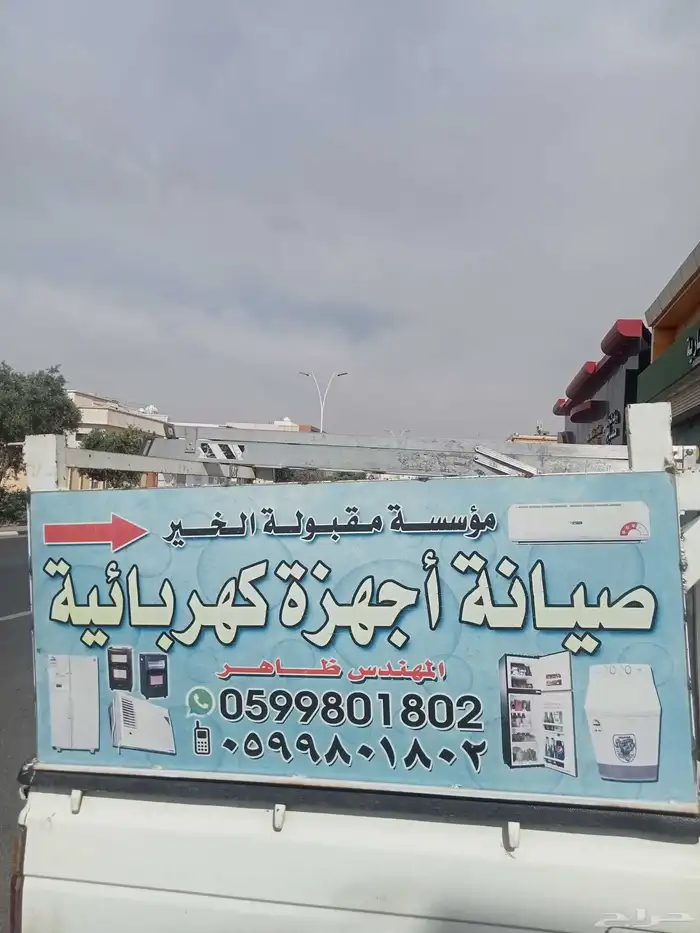 مؤسسة مقبولة الخير
صيانة أجهزة كهربائية
المهندس ظاهر
0599801802
٠٥٩٩٨٠١٨٠٢
حراج